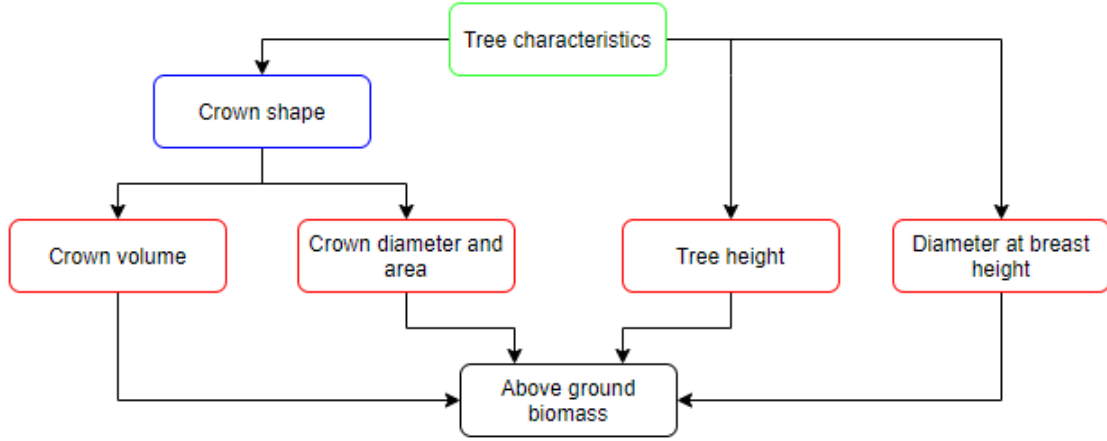 Tree characteristics
Crown shape
Crown volume
Crown diameter and
area
Tree height
Diameter at breast
height
Above ground
biomass